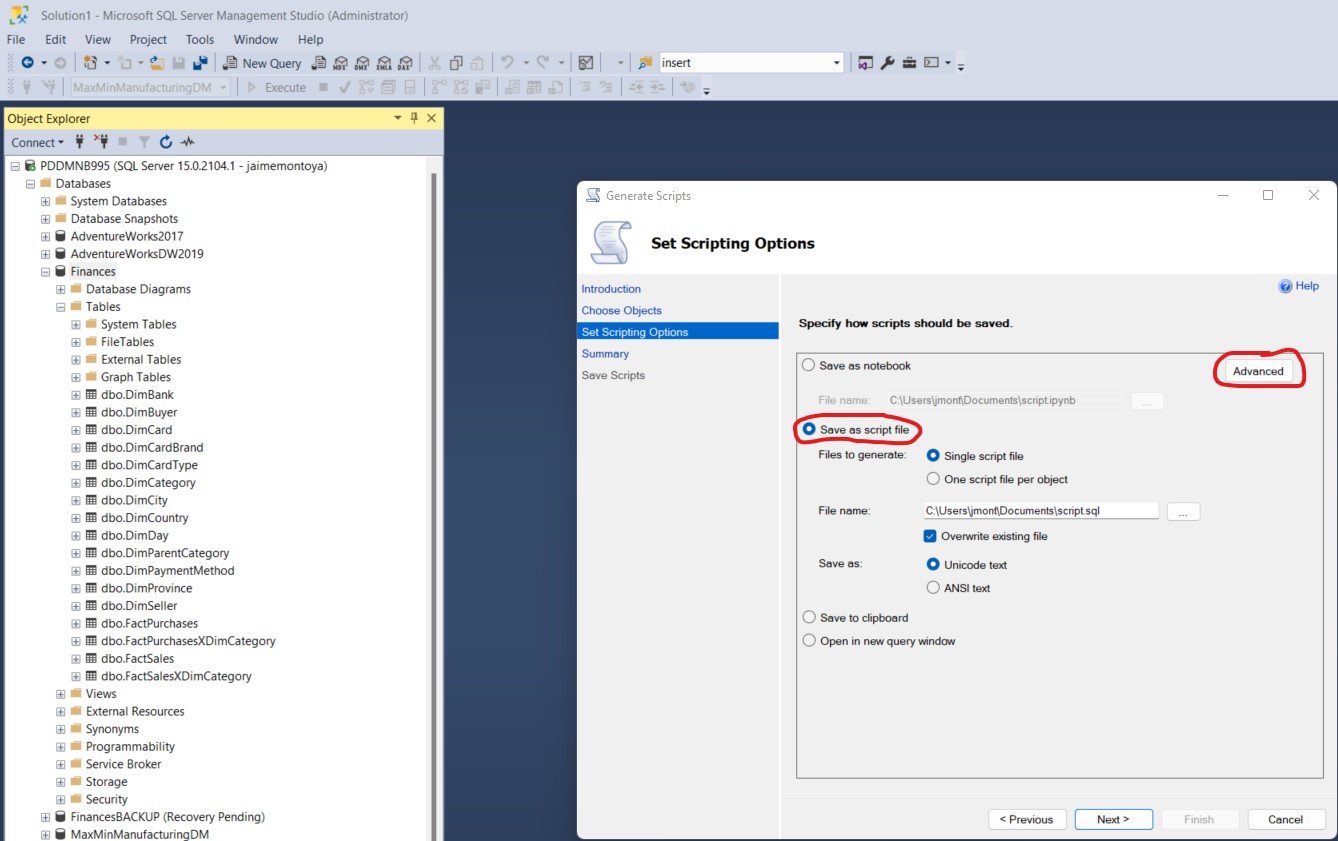 Solution1 - Microsoft SQL Server Management Studio (Administrator)
File Edit View Project Tools Window Help
New Query MDX DMX XMLA DAX insert
MaxMinManufacturingDM Execute
Object Explorer
Connect
PDDMNB995 (SQL Server 15.0.2104.1 - jaimemontoya)
Databases
System Databases
Database Snapshots
AdventureWorks2017
AdventureWorksDW2019
Finances
Database Diagrams
Tables
System Tables
FileTables
External Tables
Graph Tables
dbo.DimBank
dbo.DimBuyer
dbo.DimCard
dbo.DimCardBrand
dbo.DimCardType
dbo.DimCategory
dbo.DimCity
dbo.DimCountry
dbo.DimDay
dbo.DimParentCategory
dbo.DimPaymentMethod
dbo.DimProvince
dbo.DimSeller
dbo.FactPurchases
dbo.FactPurchasesXDimCategory
dbo.FactSales
dbo.FactSalesXDimCategory
Views
External Resources
Synonyms
Programmability
Service Broker
Storage
Security
FinancesBACKUP (Recovery Pending)
MaxMinManufacturingDM
Generate Scripts
Set Scripting Options
Introduction
Choose Objects
Set Scripting Options
Summary
Save Scripts
Help
Specify how scripts should be saved.
Save as notebook
Advanced
File name: C:\Users\jmont\Documents\script.ipynb ...
Save as script file
Files to generate: Single script file
One script file per object
File name: C:\Users\jmont\Documents\script.sql ...
Overwrite existing file
Save as: Unicode text
ANSI text
Save to clipboard
Open in new query window
< Previous Next > Finish Cancel